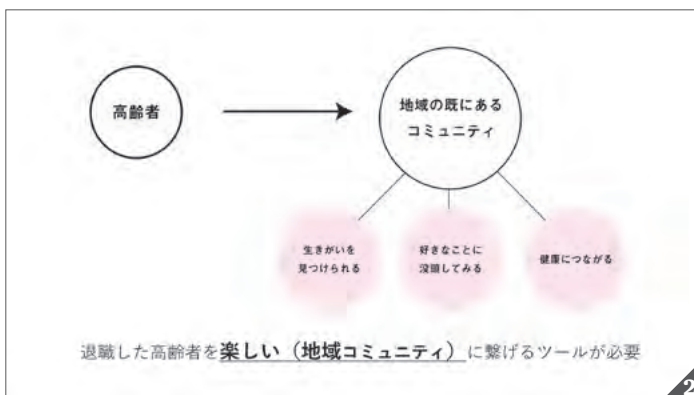 高齢者
地域の既にある
コミュニティ
生きがいを
見つけられる
好きなことに
没頭してみる
健康につながる
退職した高齢者を楽しい（地域コミュニティ）に繋げるツールが必要
2